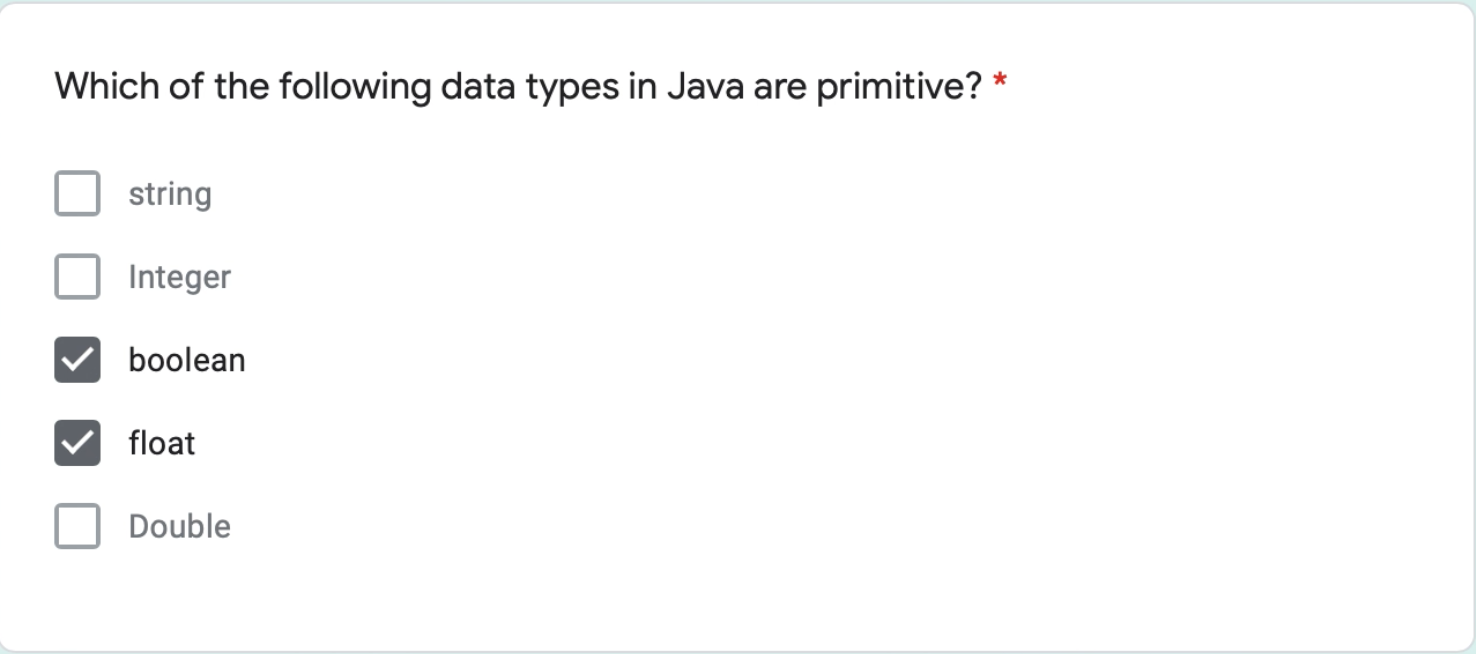 Which of the following data types in Java are primitive? *
string
Integer
boolean
float
Double